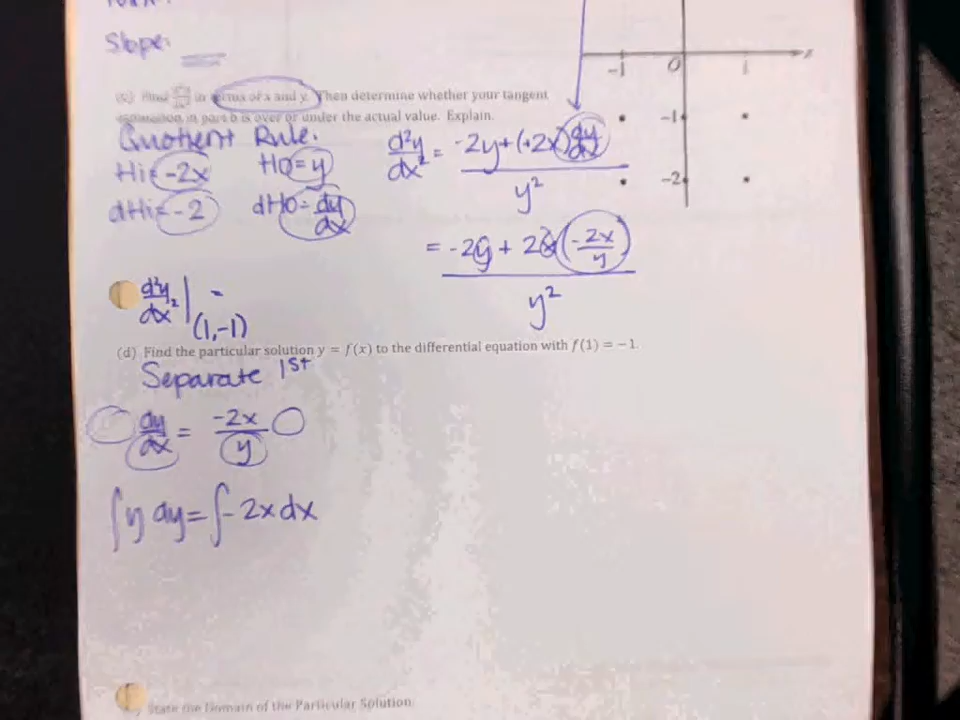 Slope:
-1 O 1 x
(c) Find d²y/dx² in terms of x and y. Then determine whether your tangent
estimation in part b is over or under the actual value. Explain.
-1
-2
Quotient Rule.
Hi = -2x HO = y
dHi = -2 dHO = dy/dx
d²y/dx² = -2y + (+2x) dy/dx / y²
= -2y + 2x(-2x/y) / y²
d²y/dx² | (1,-1) =
(d) Find the particular solution y = f(x) to the differential equation with f(1) = -1.
Separate 1st
dy/dx = -2x/y
∫y dy = ∫-2x dx
State the Domain of the Particular Solution